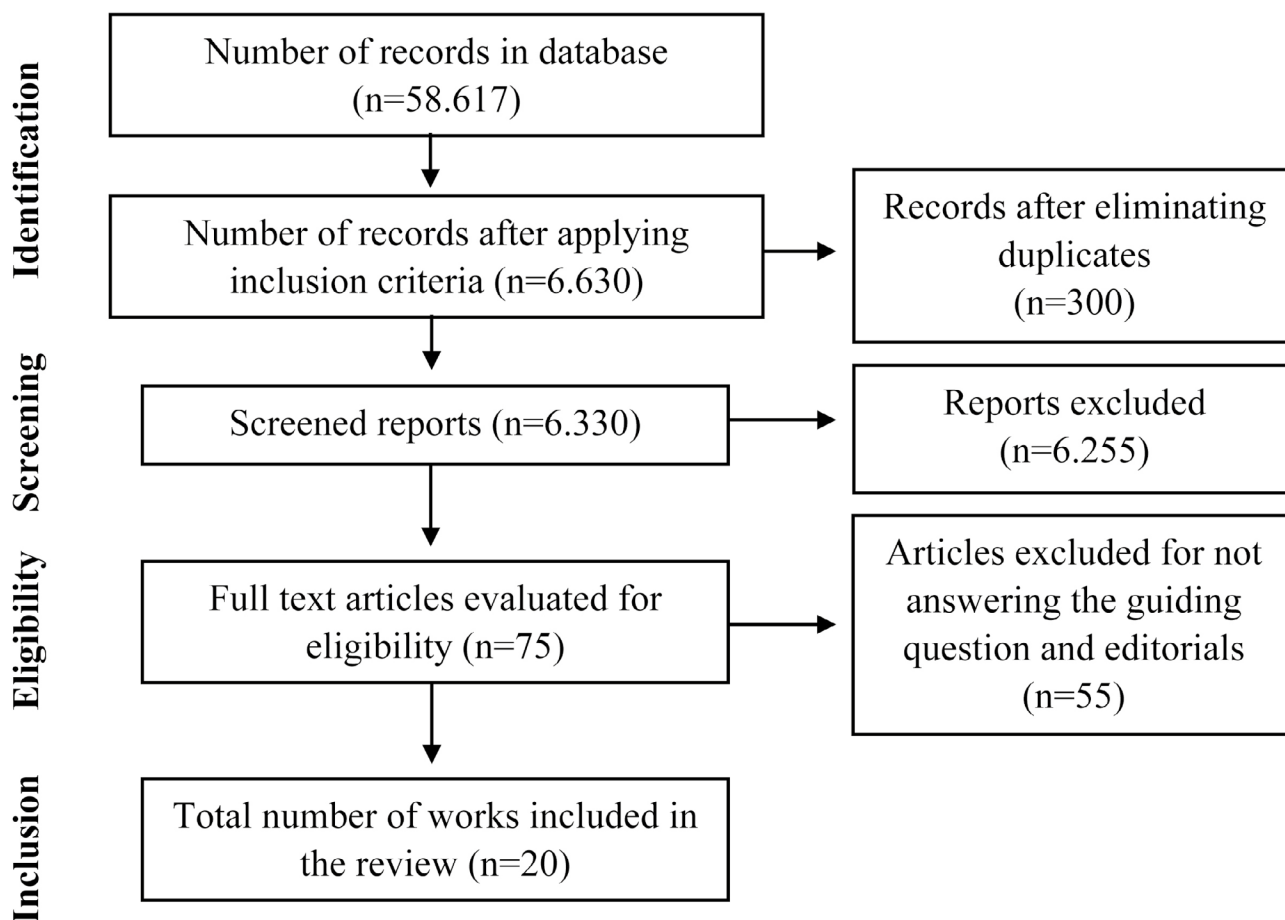 Identification
Number of records in database
(n=58.617)
Number of records after applying
inclusion criteria (n=6.630)
Records after eliminating
duplicates
(n=300)
Screening
Screened reports (n=6.330)
Reports excluded
(n=6.255)
Eligibility
Full text articles evaluated for
eligibility (n=75)
Articles excluded for not
answering the guiding
question and editorials
(n=55)
Inclusion
Total number of works included in
the review (n=20)